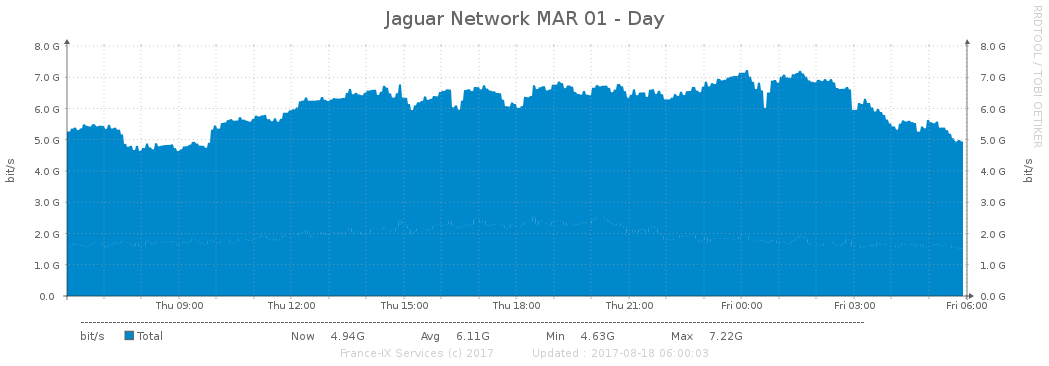 Jaguar Network MAR 01 - Day
RRDTOOL / TOBI OETIKER
bit/s
8.0 G 8.0 G
7.0 G 7.0 G
6.0 G 6.0 G
5.0 G 5.0 G
4.0 G 4.0 G
3.0 G 3.0 G
2.0 G 2.0 G
1.0 G 1.0 G
0.0 0.0 G
bit/s
Thu 09:00 Thu 12:00 Thu 15:00 Thu 18:00 Thu 21:00 Fri 00:00 Fri 03:00 Fri 06:00
bit/s Total Now 4.94G Avg 6.11G Min 4.63G Max 7.22G
France-IX Services (c) 2017 Updated : 2017-08-18 06:00:03